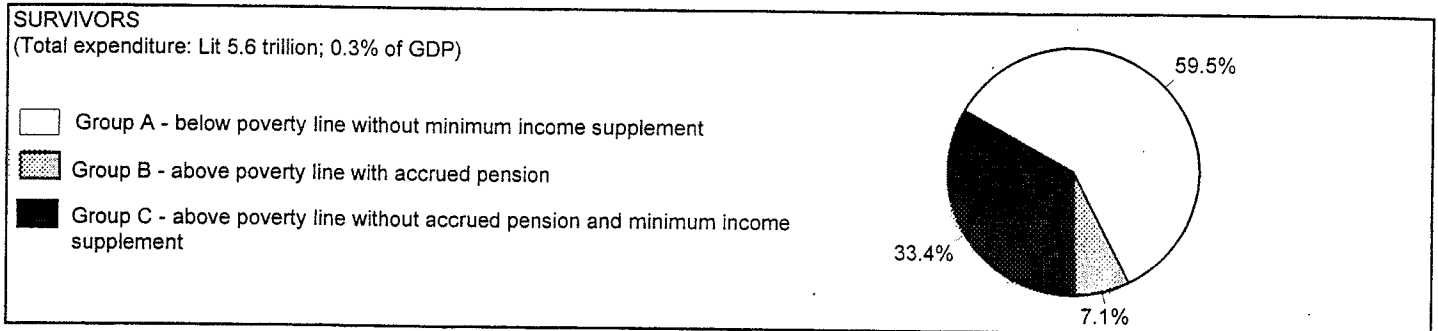 SURVIVORS
(Total expenditure: Lit 5.6 trillion; 0.3% of GDP)
Group A - below poverty line without minimum income supplement
Group B - above poverty line with accrued pension
Group C - above poverty line without accrued pension and minimum income
supplement
59.5%
33.4%
7.1%